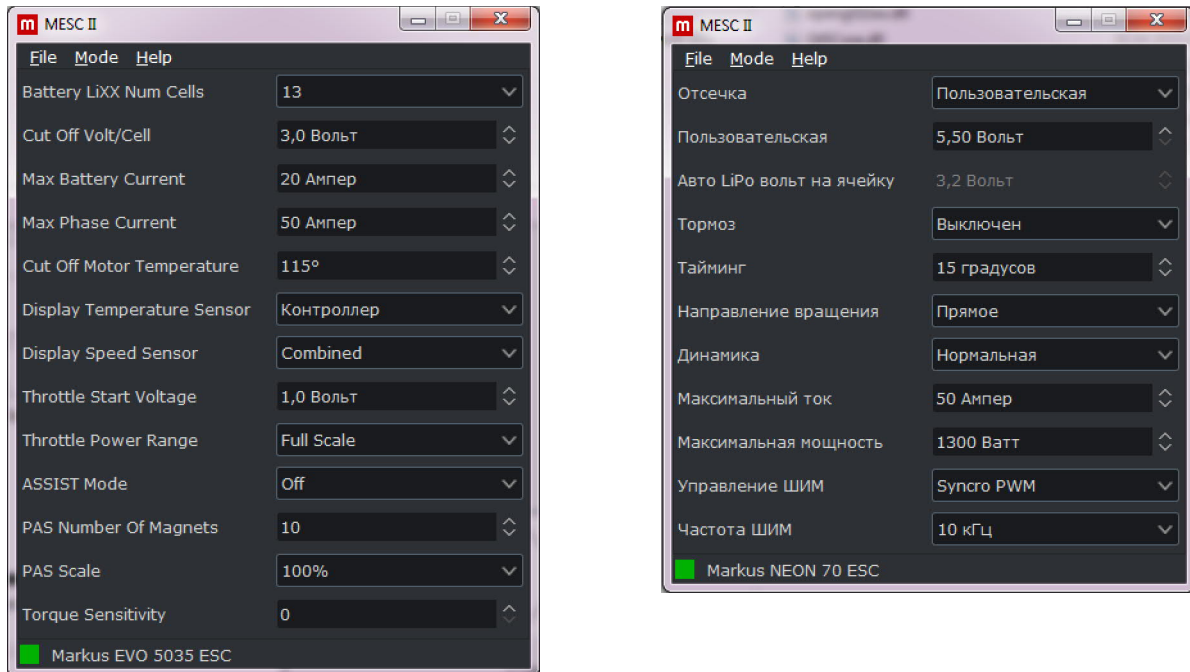 MESC II
File Mode Help
Battery LiXX Num Cells 13
Cut Off Volt/Cell 3,0 Вольт
Max Battery Current 20 Ампер
Max Phase Current 50 Ампер
Cut Off Motor Temperature 115º
Display Temperature Sensor Контроллер
Display Speed Sensor Combined
Throttle Start Voltage 1,0 Вольт
Throttle Power Range Full Scale
ASSIST Mode Off
PAS Number Of Magnets 10
PAS Scale 100%
Torque Sensitivity 0
Markus EVO 5035 ESC
MESC II
File Mode Help
Отсечка Пользовательская
Пользовательская 5,50 Вольт
Авто LiPo вольт на ячейку 3,2 Вольт
Тормоз Выключен
Тайминг 15 градусов
Направление вращения Прямое
Динамика Нормальная
Максимальный ток 50 Ампер
Максимальная мощность 1300 Ватт
Управление ШИМ Syncro PWM
Частота ШИМ 10 кГц
Markus NEON 70 ESC